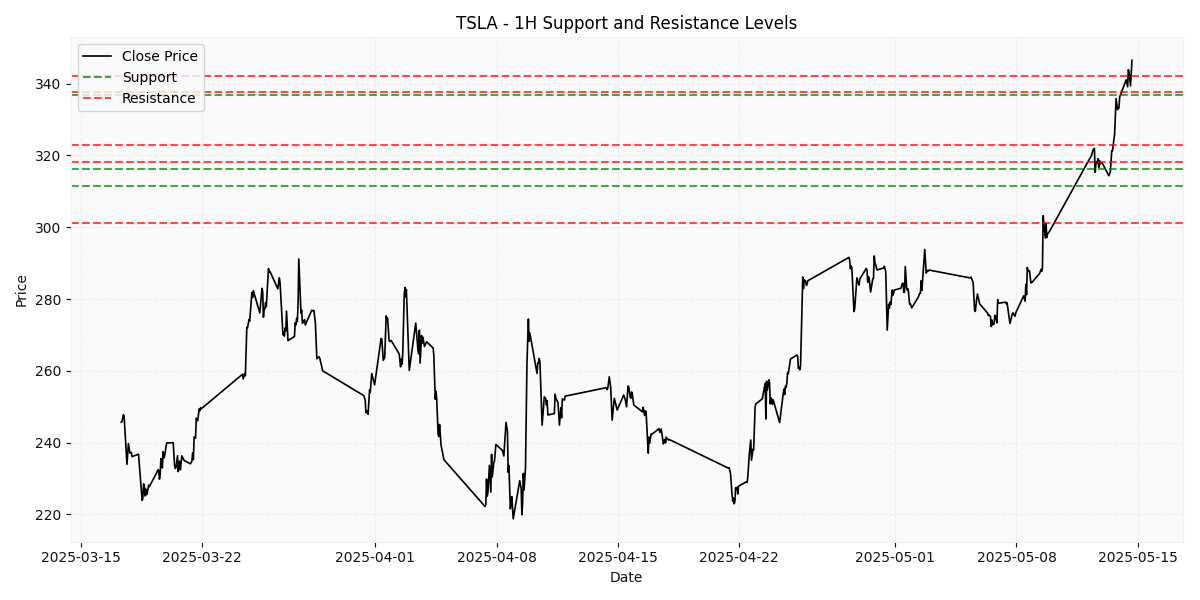 TSLA - 1H Support and Resistance Levels
Close Price
Support
Resistance
Price
340
320
300
280
260
240
220
2025-03-15 2025-03-22 2025-04-01 2025-04-08 2025-04-15 2025-04-22 2025-05-01 2025-05-08 2025-05-15
Date